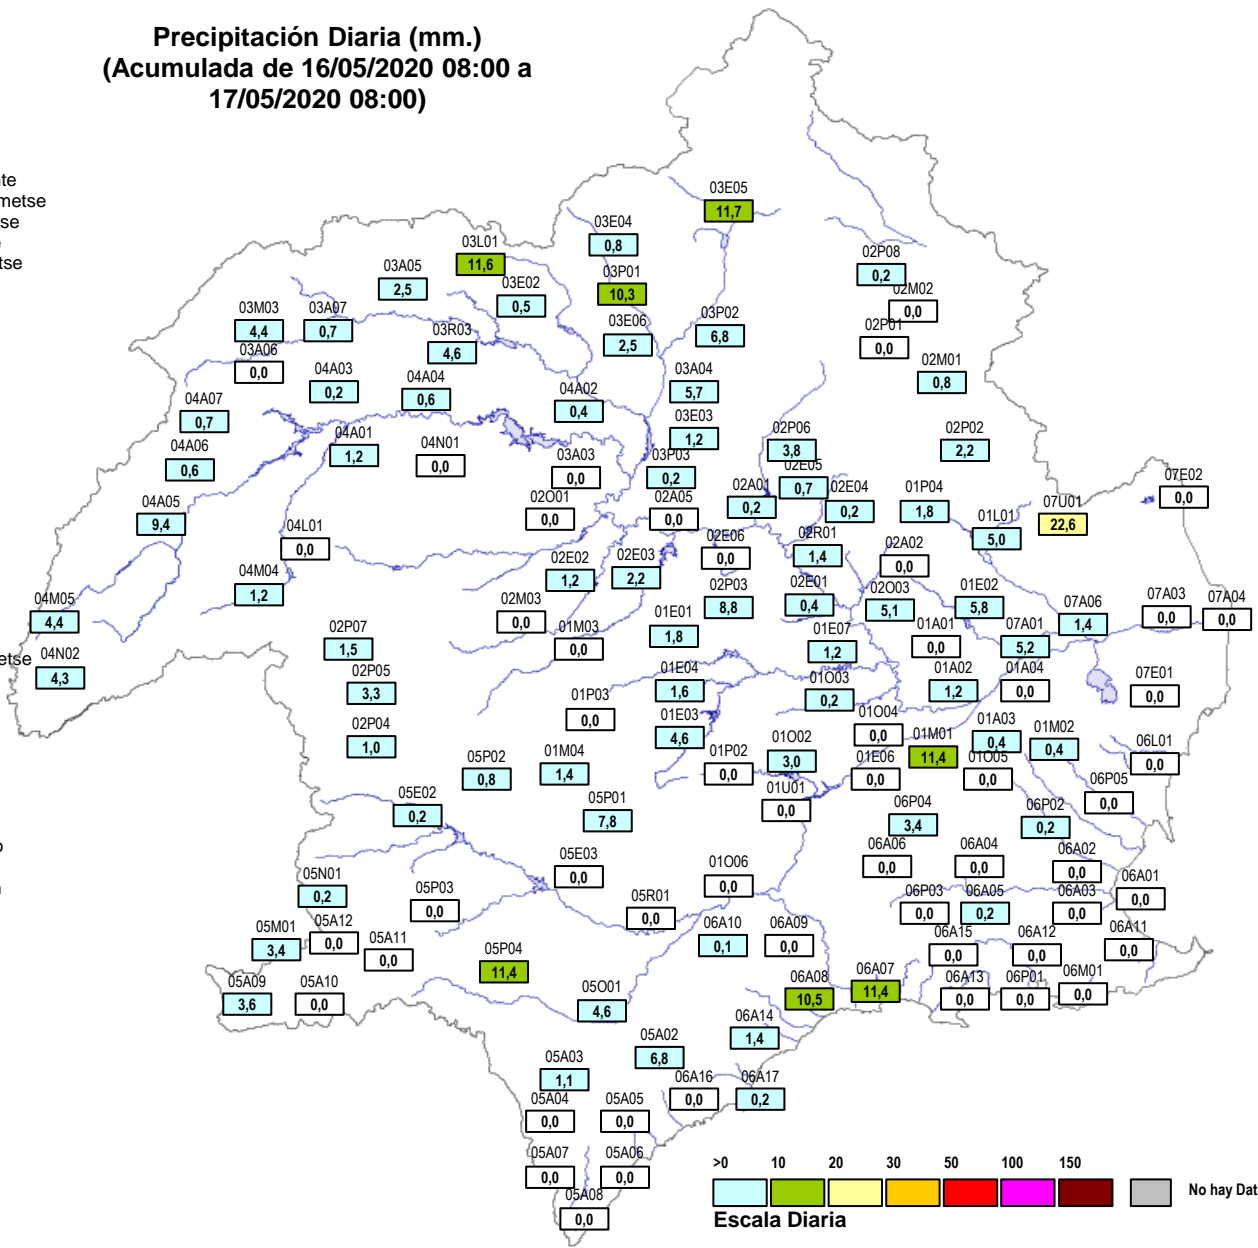 Precipitación Diaria (mm.)
(Acumulada de 16/05/2020 08:00 a
17/05/2020 08:00)
nte
metse
se
e
tse
etse
o
n
03E05
11,7
03E04
0,8
03L01
11,6
03P01
10,3
03A05
2,5
03E02
0,5
02P08
0,2
02M02
0,0
03M03
4,4
03A07
0,7
03R03
4,6
03E06
2,5
03P02
6,8
02P01
0,0
03A06
0,0
04A03
0,2
04A04
0,6
04A02
0,4
03A04
5,7
02M01
0,8
04A07
0,7
03E03
1,2
04A06
0,6
04A01
1,2
04N01
0,0
03A03
0,0
03P03
0,2
02P06
3,8
02P02
2,2
04A05
9,4
02O01
0,0
02A05
0,0
02A01
0,2
02E05
0,7
02E04
0,2
01P04
1,8
01L01
5,0
07U01
22,6
07E02
0,0
04L01
0,0
02E06
0,0
02R01
1,4
02A02
0,0
04M04
1,2
02E02
1,2
02E03
2,2
02P03
8,8
02E01
0,4
02O03
5,1
01E02
5,8
07A06
1,4
07A03
0,0
07A04
0,0
04M05
4,4
02M03
0,0
01M03
0,0
01E01
1,8
01E07
1,2
01A01
0,0
07A01
5,2
04N02
4,3
02P07
1,5
02P05
3,3
01E04
1,6
01O03
0,2
01A02
1,2
01A04
0,0
07E01
0,0
01P03
0,0
02P04
1,0
01E03
4,6
01O04
0,0
01A03
0,4
01M02
0,4
05P02
0,8
01M04
1,4
01P02
0,0
01O02
3,0
01E06
0,0
01M01
11,4
01O05
0,0
06L01
0,0
05E02
0,2
05P01
7,8
01U01
0,0
06P04
3,4
06P02
0,2
06P05
0,0
05E03
0,0
01O06
0,0
06A06
0,0
06A04
0,0
06A02
0,0
05N01
0,2
05P03
0,0
05R01
0,0
06P03
0,0
06A05
0,2
06A03
0,0
06A01
0,0
05M01
3,4
05A12
0,0
05A11
0,0
06A10
0,1
06A09
0,0
06A15
0,0
06A12
0,0
06A11
0,0
05A09
3,6
05A10
0,0
05P04
11,4
05O01
4,6
06A08
10,5
06A07
11,4
06A13
0,0
06P01
0,0
06M01
0,0
05A02
6,8
06A14
1,4
05A03
1,1
06A16
0,0
06A17
0,2
05A04
0,0
05A05
0,0
05A07
0,0
05A06
0,0
05A08
0,0
>0 10 20 30 50 100 150
No hay Dat
Escala Diaria